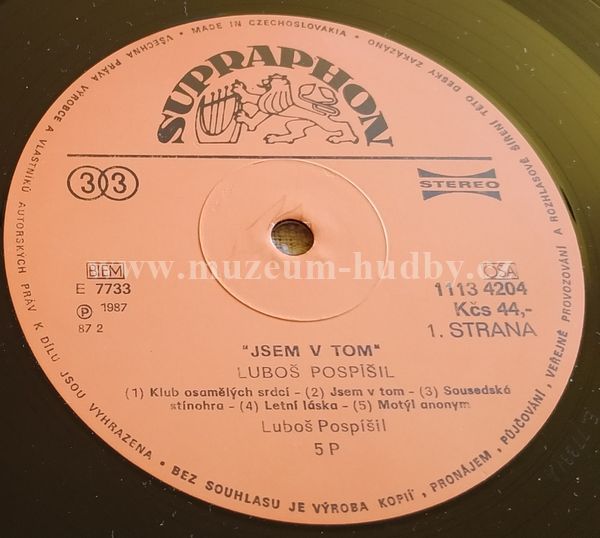 VŠECHNA PRÁVA VÝROBCE A VLASTNÍKŮ AUTORSKÝCH PRÁV K DÍLU JSOU VYHRAZENA • BEZ SOUHLASU JE VÝROBA KOPIÍ, PRONÁJEM, PŮJČOVÁNÍ, VEŘEJNÉ PROVOZOVÁNÍ A ROZHLASOVÉ ŠÍŘENÍ TÉTO DESKY ZAKÁZÁNO • MADE IN CZECHOSLOVAKIA •
SUPRAPHON
33
STEREO
www.muzeum-hudby.cz
BIEM
OSA
E 7733
1113 4204
Ⓟ 1987
Kčs 44,-
87 2
1. STRANA
"JSEM V TOM"
LUBOŠ POSPÍŠIL
(1) Klub osamělých srdcí - (2) Jsem v tom - (3) Sousedská
stínohra - (4) Letní láska - (5) Motýl anonym
Luboš Pospíšil
5 P